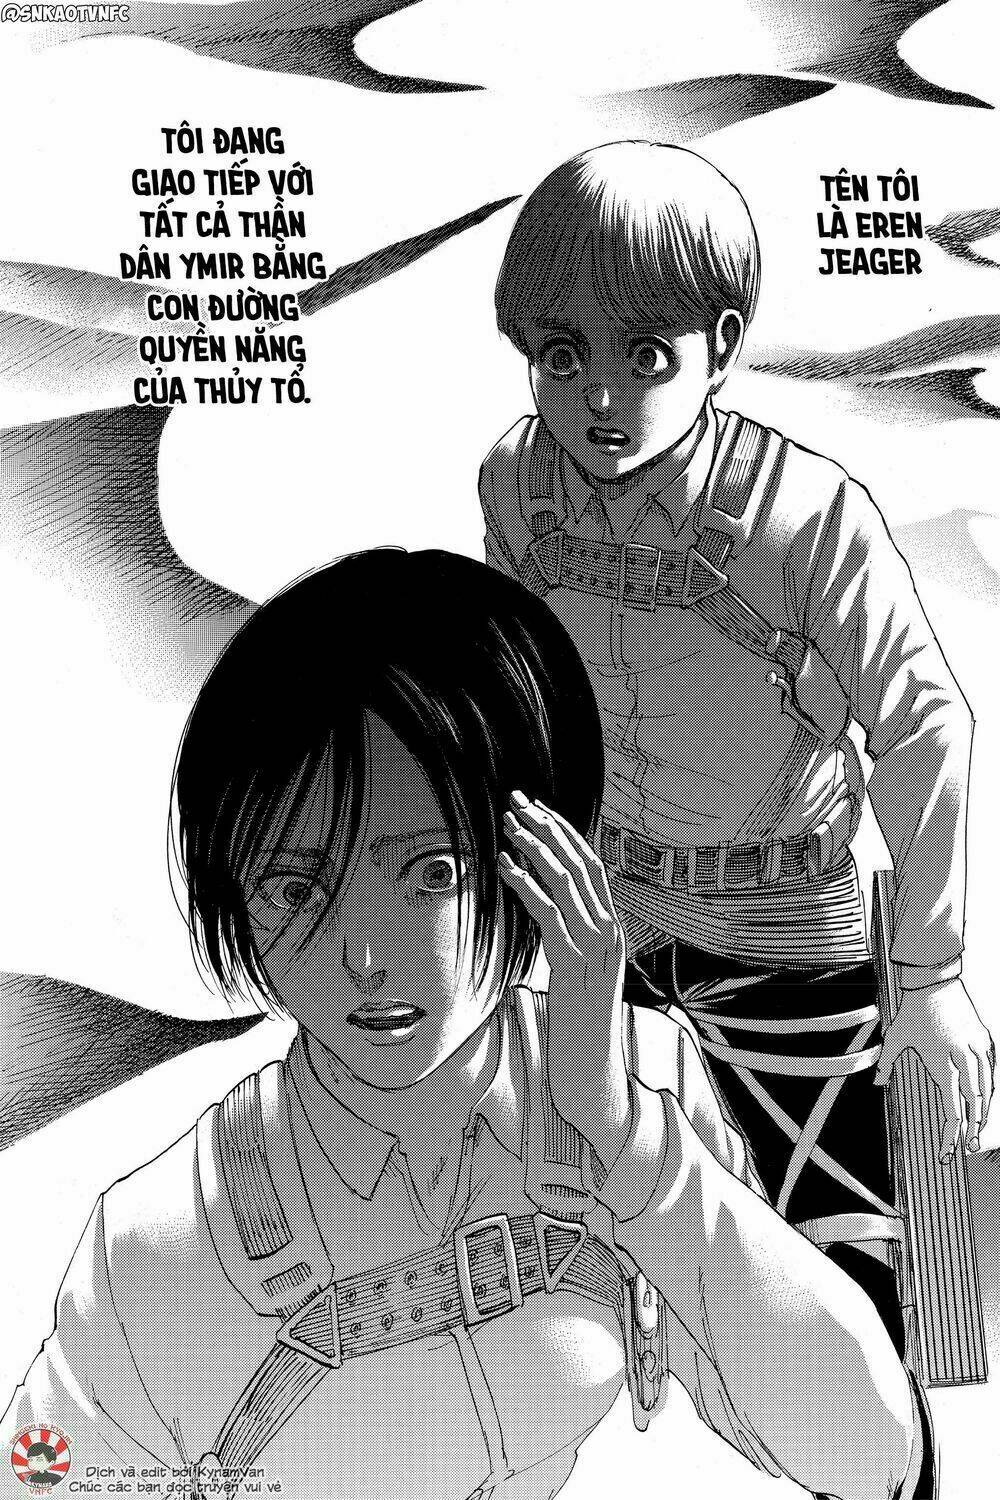 @SNKAOTVNFC
TÊN TÔI
LÀ EREN
JEAGER
TÔI ĐANG
GIAO TIẾP VỚI
TẤT CẢ THẦN
DÂN YMIR BẰNG
CON ĐƯỜNG
QUYỀN NĂNG
CỦA THỦY TỔ.
VNFC
Dịch và edit bởi KynamVan
Chúc các bạn đọc truyện vui vẻ